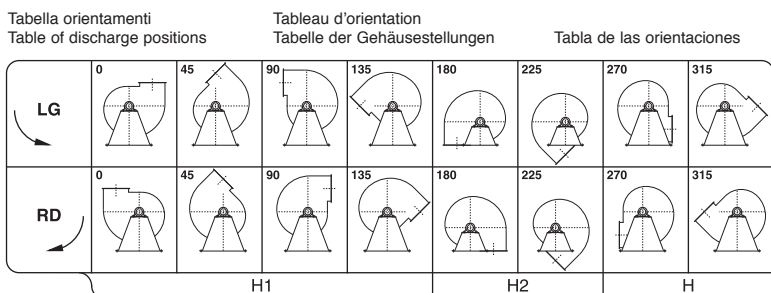 Tabella orientamenti
Table of discharge positions
Tableau d'orientation
Tabelle der Gehäusestellungen
Tabla de las orientaciones
LG 0 45 90 135 180 225 270 315
RD 0 45 90 135 180 225 270 315
H1 H2 H